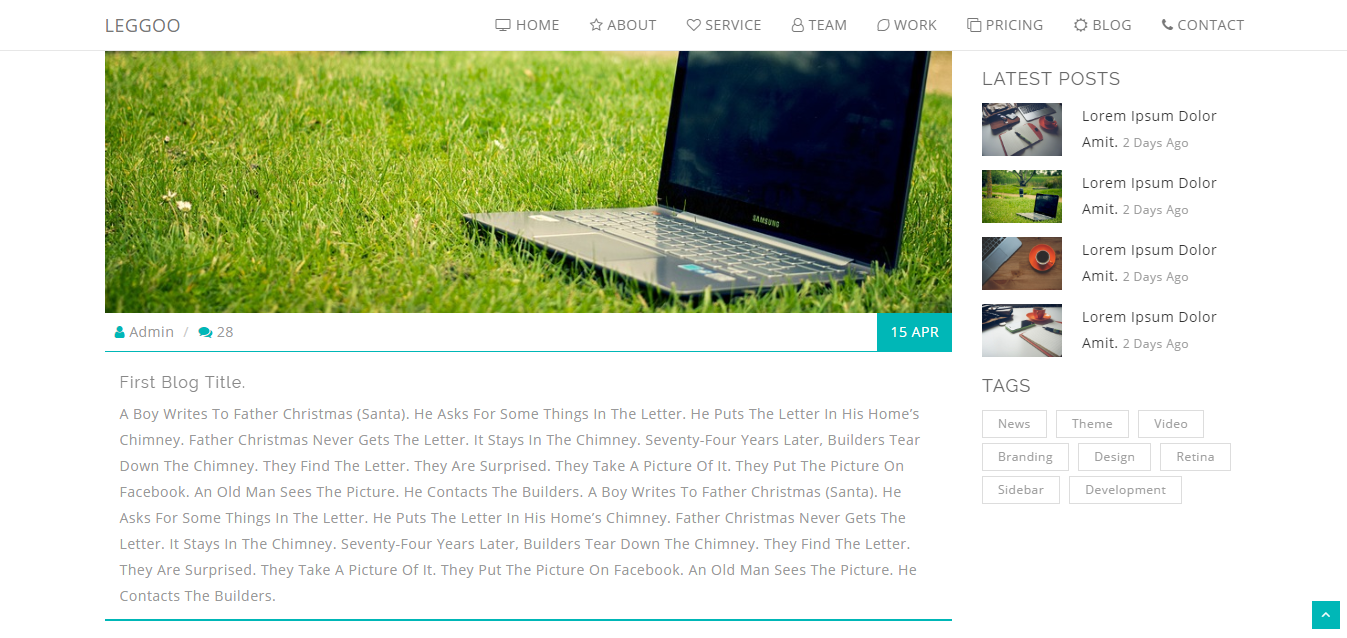 LEGGOO
HOME ABOUT SERVICE TEAM WORK PRICING BLOG CONTACT
SAMSUNG
Admin / 28
15 APR
First Blog Title.
A Boy Writes To Father Christmas (Santa). He Asks For Some Things In The Letter. He Puts The Letter In His Home’s
Chimney. Father Christmas Never Gets The Letter. It Stays In The Chimney. Seventy-Four Years Later, Builders Tear
Down The Chimney. They Find The Letter. They Are Surprised. They Take A Picture Of It. They Put The Picture On
Facebook. An Old Man Sees The Picture. He Contacts The Builders. A Boy Writes To Father Christmas (Santa). He
Asks For Some Things In The Letter. He Puts The Letter In His Home’s Chimney. Father Christmas Never Gets The
Letter. It Stays In The Chimney. Seventy-Four Years Later, Builders Tear Down The Chimney. They Find The Letter.
They Are Surprised. They Take A Picture Of It. They Put The Picture On Facebook. An Old Man Sees The Picture. He
Contacts The Builders.
LATEST POSTS
Lorem Ipsum Dolor
Amit. 2 Days Ago
Lorem Ipsum Dolor
Amit. 2 Days Ago
Lorem Ipsum Dolor
Amit. 2 Days Ago
Lorem Ipsum Dolor
Amit. 2 Days Ago
TAGS
News Theme Video
Branding Design Retina
Sidebar Development